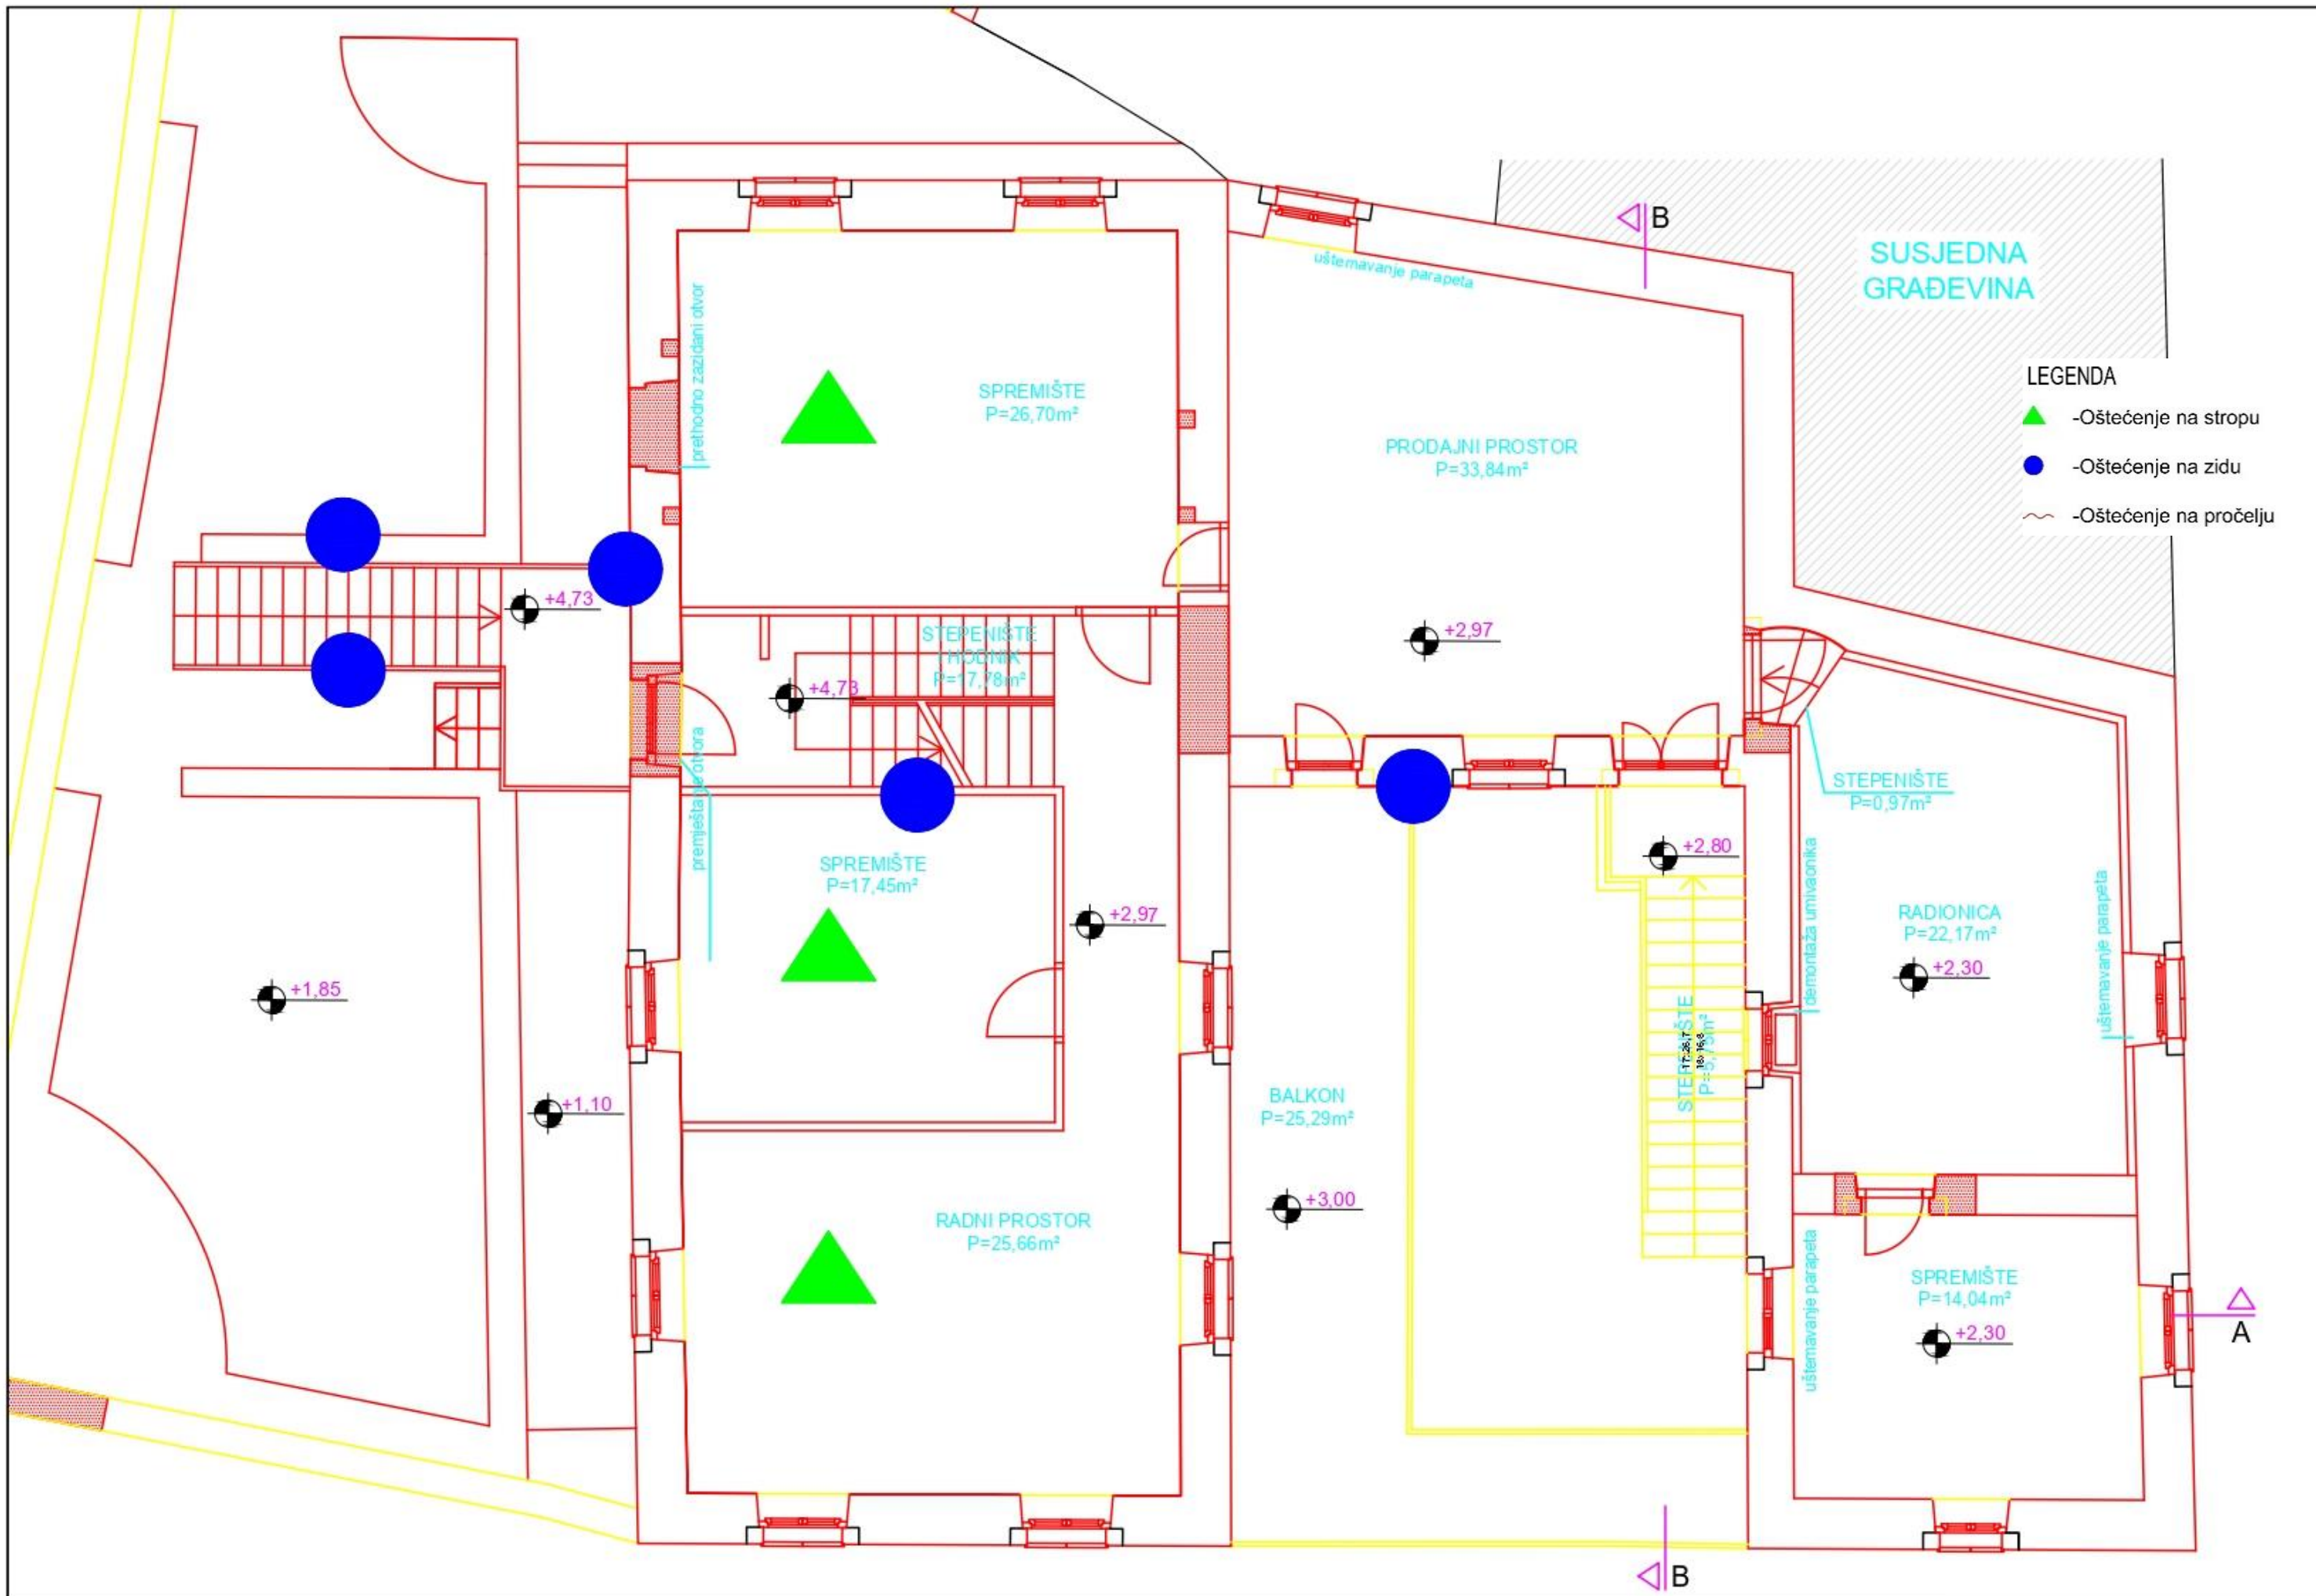 B
SUSJEDNA
GRAĐEVINA
uštemavanje parapeta
prethodno zazidani otvor
LEGENDA
-Oštećenje na stropu
-Oštećenje na zidu
-Oštećenje na pročelju
SPREMIŠTE
P=26,70m²
PRODAJNI PROSTOR
P=33,84m²
+4,73
STEPENIŠTE
I HODNIK
P=17,78m²
+2,97
+4,73
premještanje otvora
STEPENIŠTE
P=0,97m²
+2,80
SPREMIŠTE
P=17,45m²
demontaža umivaonika
uštemavanje parapeta
RADIONICA
P=22,17m²
+2,97
+2,30
+1,85
STEPENIŠTE
BALKON
P=25,29m²
+1,10
+3,00
RADNI PROSTOR
P=25,66m²
uštemavanje parapeta
SPREMIŠTE
P=14,04m²
+2,30
A
B